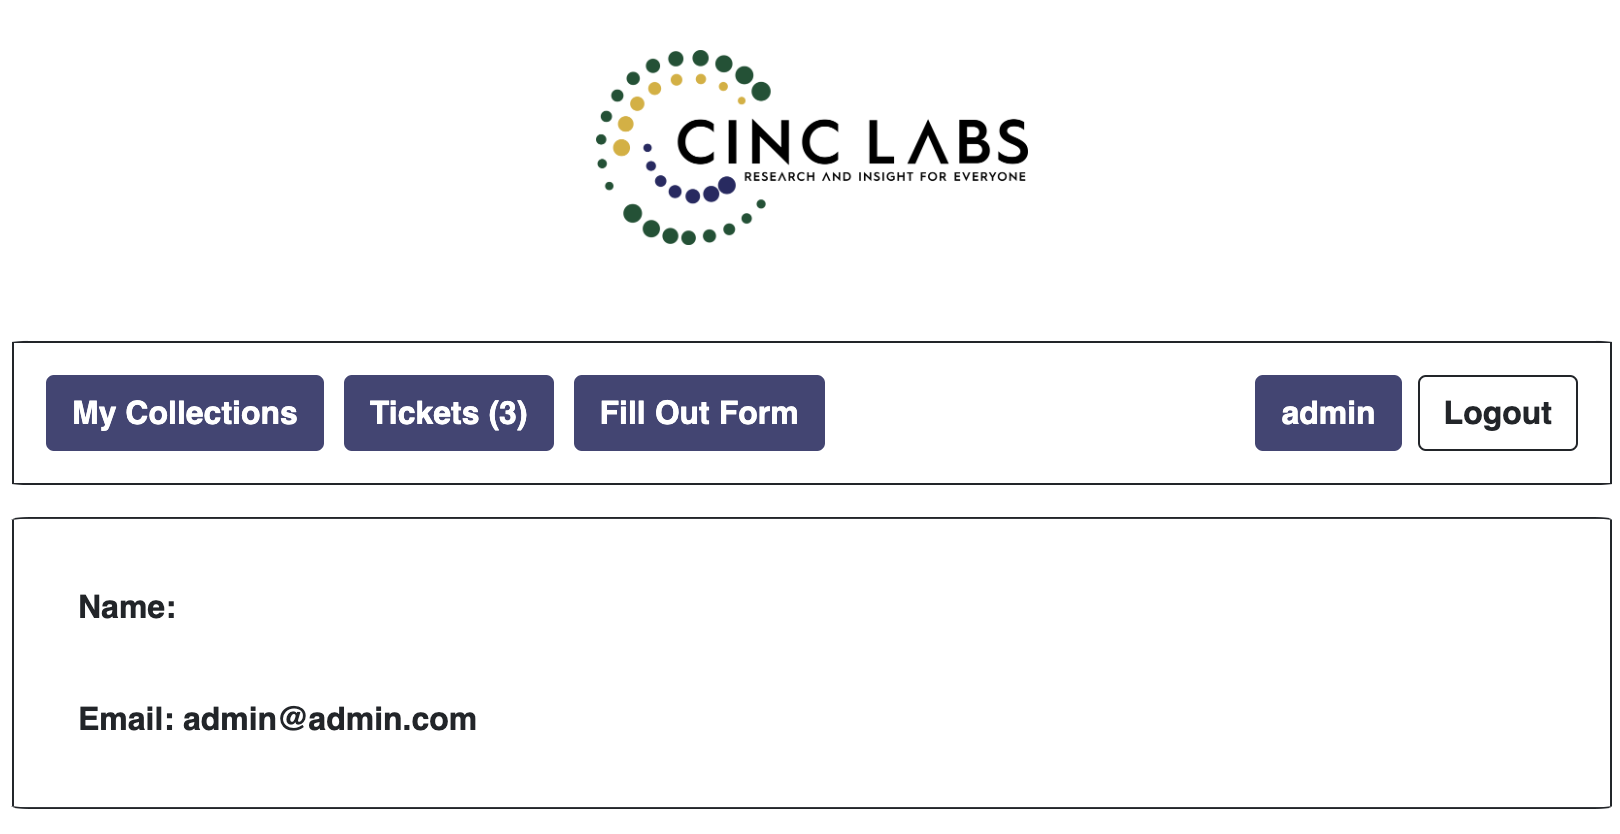 CINC LABS
RESEARCH AND INSIGHT FOR EVERYONE
My Collections Tickets (3) Fill Out Form admin Logout
Name:
Email: admin@admin.com